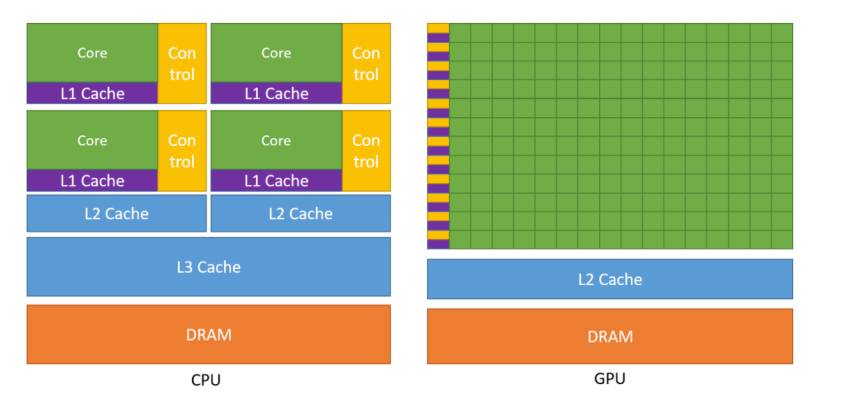 Core
Con
trol
Core
Con
trol
L1 Cache
L1 Cache
Core
Con
trol
Core
Con
trol
L1 Cache
L1 Cache
L2 Cache
L2 Cache
L3 Cache
DRAM
CPU
L2 Cache
DRAM
GPU